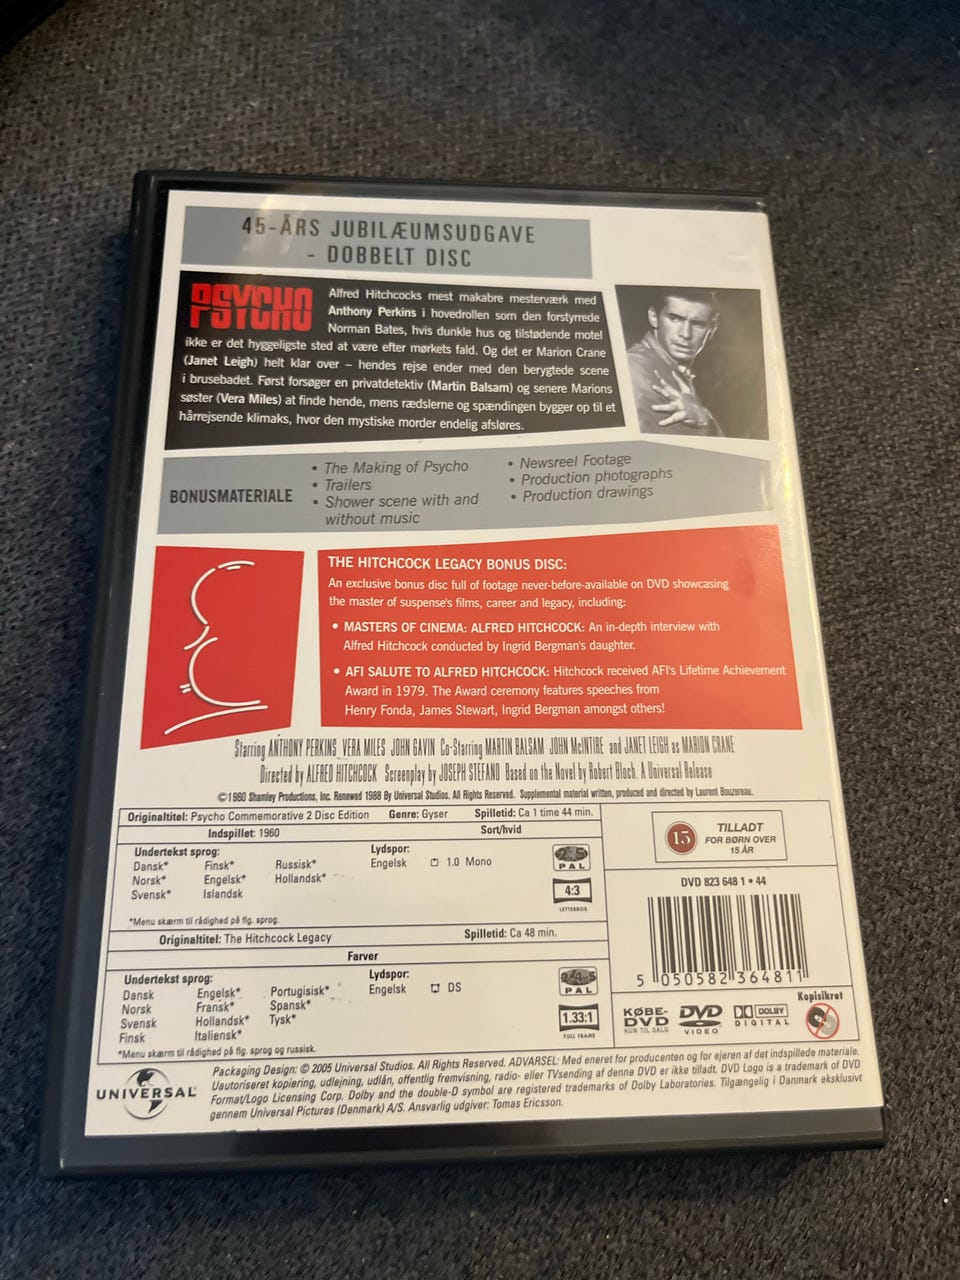 45-ÅRS JUBILÆUMSUDGAVE
- DOBBELT DISC
PSYCHO
Alfred Hitchcocks mest makabre mesterværk med
Anthony Perkins i hovedrollen som den forstyrrede
Norman Bates, hvis dunkle hus og tilstødende motel
ikke er det hyggeligste sted at være efter mørkets fald. Og det er Marion Crane
(Janet Leigh) helt klar over – hendes rejse ender med den berygtede scene
i brusebadet. Først forsøger en privatdetektiv (Martin Balsam) og senere Marions
søster (Vera Miles) at finde hende, mens rædslerne og spændingen bygger op til et
hårrejsende klimaks, hvor den mystiske morder endelig afsløres.
BONUSMATERIALE
• The Making of Psycho
• Trailers
• Shower scene with and
without music
• Newsreel Footage
• Production photographs
• Production drawings
THE HITCHCOCK LEGACY BONUS DISC:
An exclusive bonus disc full of footage never-before-available on DVD showcasing
the master of suspense's films, career and legacy, including:
• MASTERS OF CINEMA: ALFRED HITCHCOCK: An in-depth interview with
Alfred Hitchcock conducted by Ingrid Bergman's daughter.
• AFI SALUTE TO ALFRED HITCHCOCK: Hitchcock received AFI's Lifetime Achievement
Award in 1979. The Award ceremony features speeches from
Henry Fonda, James Stewart, Ingrid Bergman amongst others!
Starring ANTHONY PERKINS VERA MILES JOHN GAVIN Co-Starring MARTIN BALSAM JOHN McINTIRE and JANET LEIGH as MARION CRANE
Directed by ALFRED HITCHCOCK Screenplay by JOSEPH STEFANO Based on the Novel by Robert Bloch. A Universal Release
©1960 Shamley Productions, Inc. Renewed 1988 By Universal Studios. All Rights Reserved. Supplemental material written, produced and directed by Laurent Bouzereau.
Originaltitel: Psycho Commemorative 2 Disc Edition Genre: Gyser Spilletid: Ca 1 time 44 min.
Indspillet: 1960 Sort/hvid
Undertekst sprog:
Dansk* Finsk* Russisk*
Norsk* Engelsk* Hollandsk*
Svensk* Islandsk
Lydspor:
Engelsk 1.0 Mono
2·5
PAL
4:3
LETTERBOX
*Menu skærm til rådighed på flg. sprog.
Originaltitel: The Hitchcock Legacy Spilletid: Ca 48 min.
Farver
Undertekst sprog:
Dansk Engelsk* Portugisisk*
Norsk Fransk* Spansk*
Svensk Hollandsk* Tysk*
Finsk Italiensk*
Lydspor:
Engelsk DS
2·4·5
PAL
1.33:1
FULL FRAME
*Menu skærm til rådighed på flg. sprog og russisk.
15
TILLADT
FOR BØRN OVER
15 ÅR
DVD 823 648 1 • 44
5 050582 364811
KØBE-
DVD
KUN TIL SALG
DVD
VIDEO
DOLBY
DIGITAL
Kopisikret
UNIVERSAL
Packaging Design: © 2005 Universal Studios. All Rights Reserved. ADVARSEL: Med eneret for producenten og for ejeren af det indspillede materiale.
Uautoriseret kopiering, udlejning, udlån, offentlig fremvisning, radio- eller TVsending af denne DVD er ikke tilladt. DVD Logo is a trademark of DVD
Format/Logo Licensing Corp. Dolby and the double-D symbol are registered trademarks of Dolby Laboratories. Tilgængelig i Danmark eksklusivt
gennem Universal Pictures (Denmark) A/S. Ansvarlig udgiver: Tomas Ericsson.